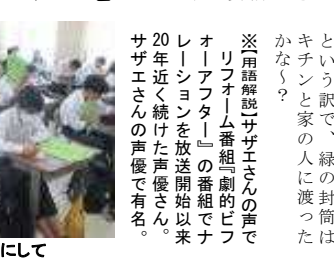 という訳で、緑の封筒は
キチンと家の人に渡った
かな～？
※【用語解説】サザエさんの声で
リフォーム番組『劇的ビフ
ォーアフター』の番組でナ
レーションを放送開始以来
20年近く続けた声優さん。
サザエさんの声優で有名。
にして